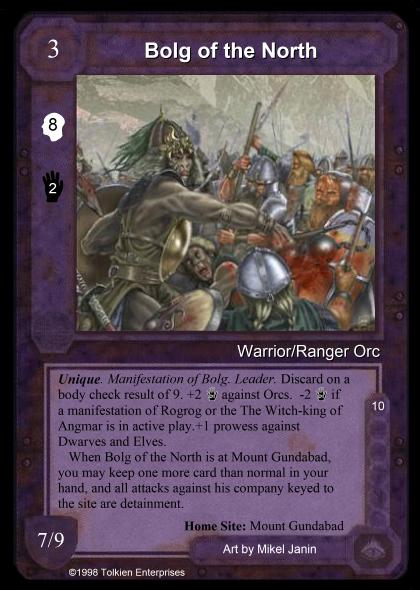 3
Bolg of the North
8
2
Warrior/Ranger Orc
Unique. Manifestation of Bolg. Leader. Discard on a
body check result of 9. +2 against Orcs. -2 if
a manifestation of Rogrog or the The Witch-king of
Angmar is in active play.+1 prowess against
Dwarves and Elves.
When Bolg of the North is at Mount Gundabad,
you may keep one more card than normal in your
hand, and all attacks against his company keyed to
the site are detainment.
10
Home Site: Mount Gundabad
7/9
Art by Mikel Janin
©1998 Tolkien Enterprises